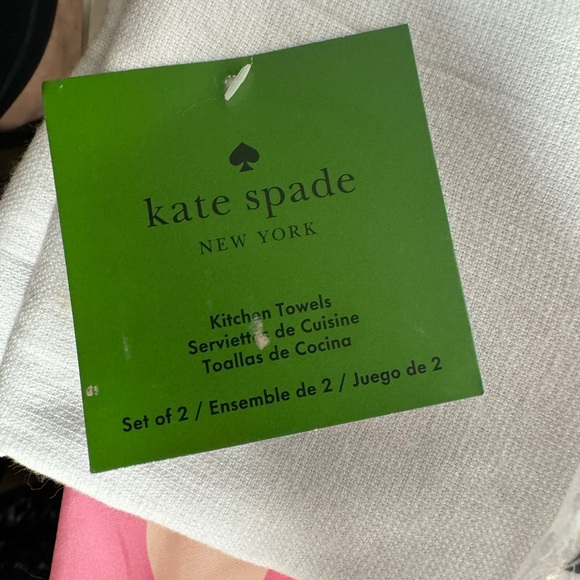 kate spade
NEW YORK
Kitchen Towels
Serviettes de Cuisine
Toallas de Cocina
Set of 2 / Ensemble de 2 / Juego de 2